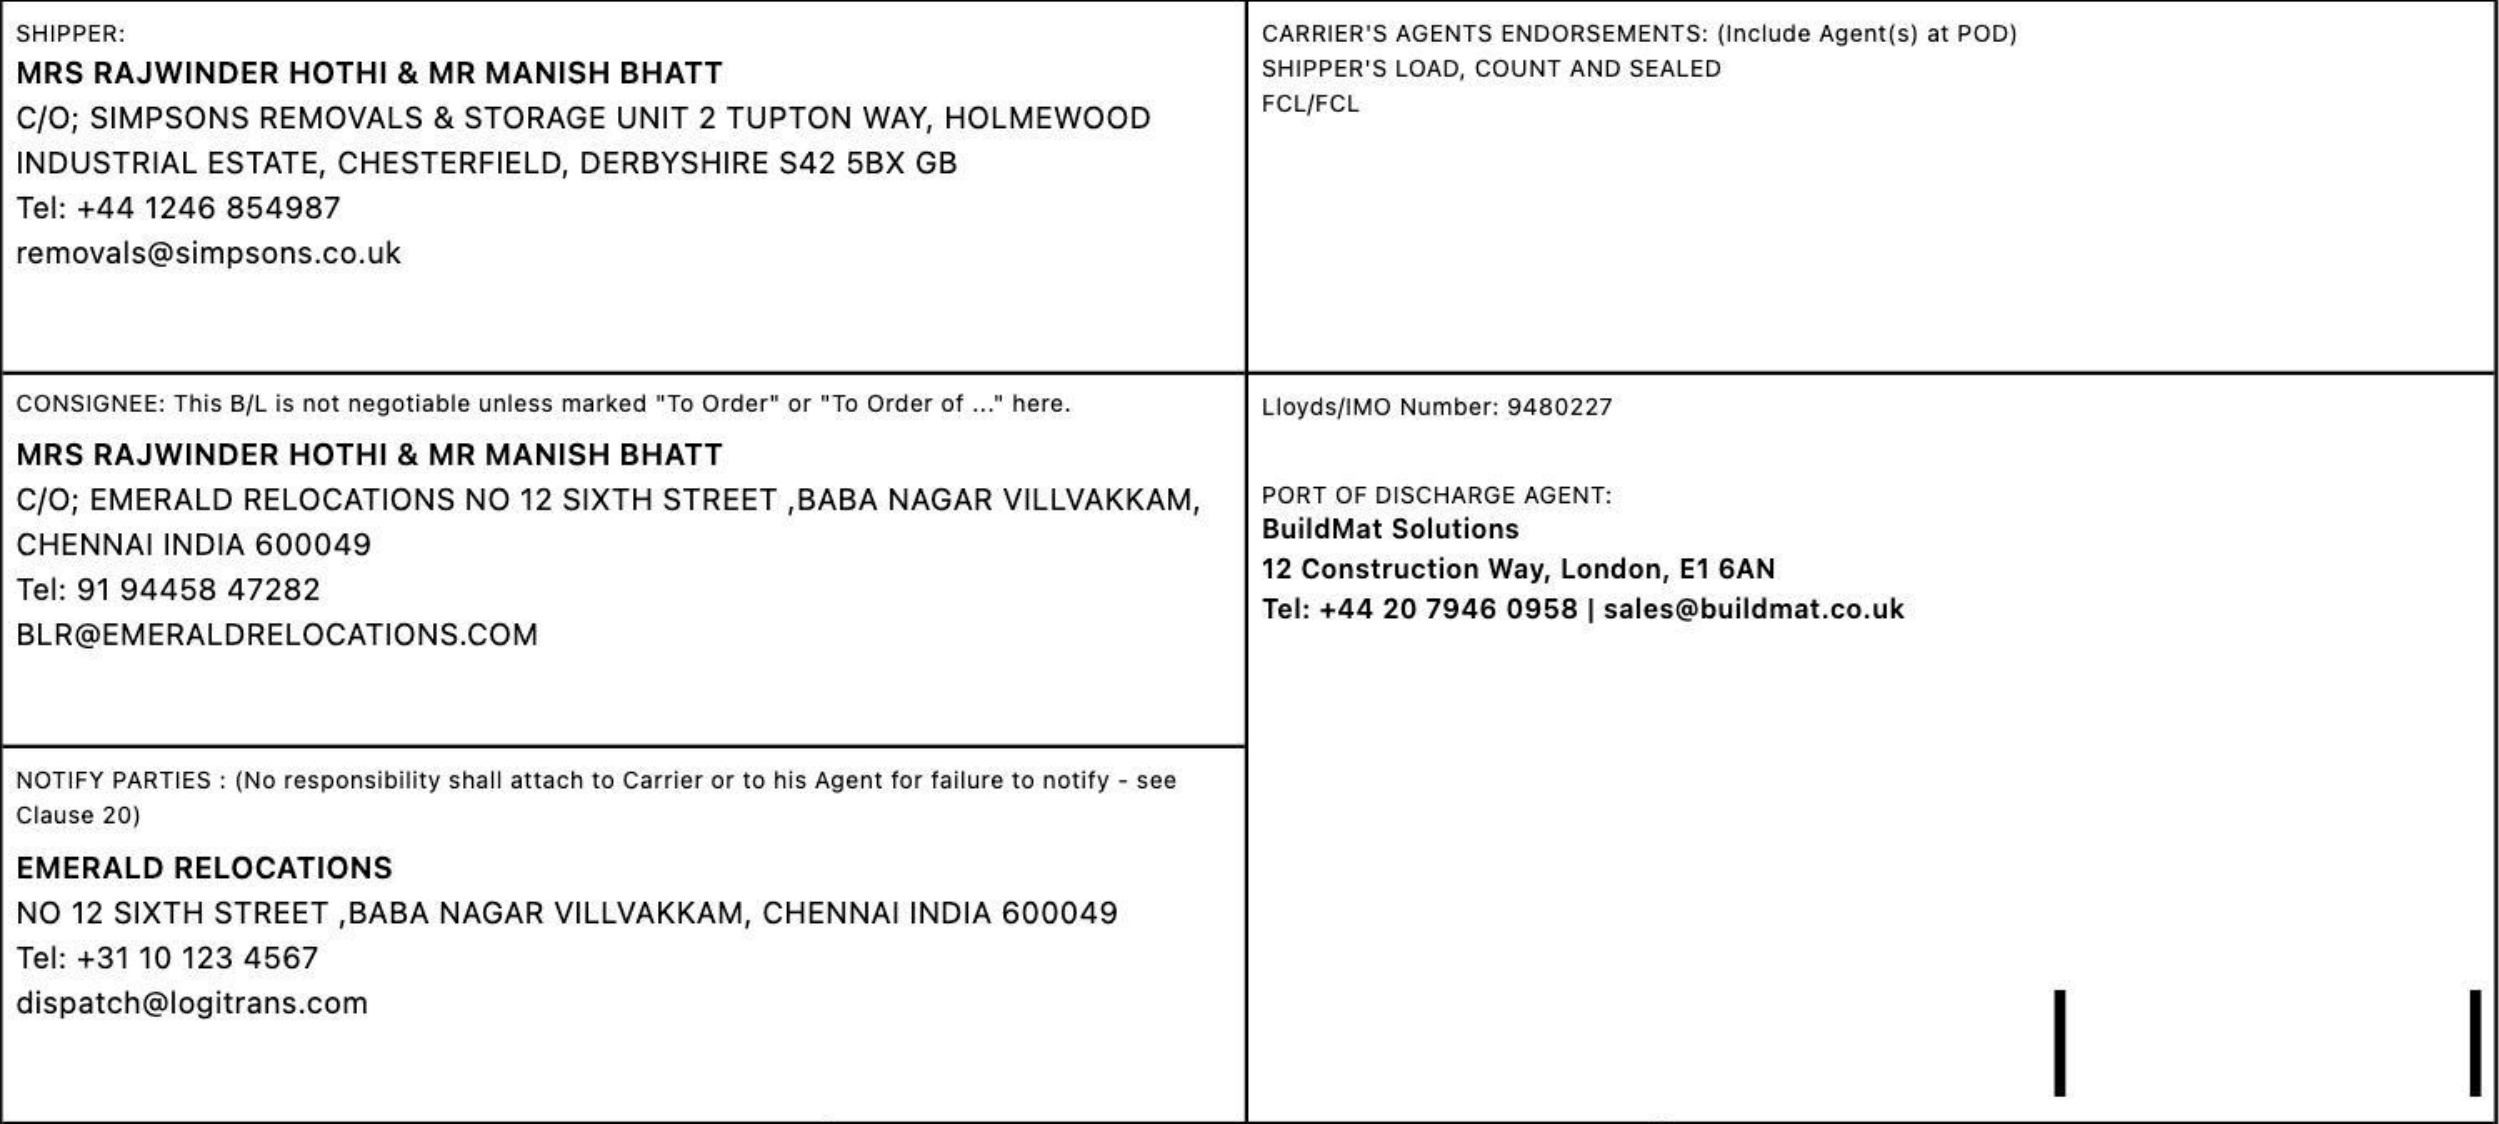 SHIPPER:
MRS RAJWINDER HOTHI & MR MANISH BHATT
C/O; SIMPSONS REMOVALS & STORAGE UNIT 2 TUPTON WAY, HOLMEWOOD
INDUSTRIAL ESTATE, CHESTERFIELD, DERBYSHIRE S42 5BX GB
Tel: +44 1246 854987
removals@simpsons.co.uk
CARRIER'S AGENTS ENDORSEMENTS: (Include Agent(s) at POD)
SHIPPER'S LOAD, COUNT AND SEALED
FCL/FCL
CONSIGNEE: This B/L is not negotiable unless marked "To Order" or "To Order of ..." here.
MRS RAJWINDER HOTHI & MR MANISH BHATT
C/O; EMERALD RELOCATIONS NO 12 SIXTH STREET ,BABA NAGAR VILLVAKKAM,
CHENNAI INDIA 600049
Tel: 91 94458 47282
BLR@EMERALDRELOCATIONS.COM
Lloyds/IMO Number: 9480227
PORT OF DISCHARGE AGENT:
BuildMat Solutions
12 Construction Way, London, E1 6AN
Tel: +44 20 7946 0958 | sales@buildmat.co.uk
NOTIFY PARTIES : (No responsibility shall attach to Carrier or to his Agent for failure to notify - see
Clause 20)
EMERALD RELOCATIONS
NO 12 SIXTH STREET ,BABA NAGAR VILLVAKKAM, CHENNAI INDIA 600049
Tel: +31 10 123 4567
dispatch@logitrans.com